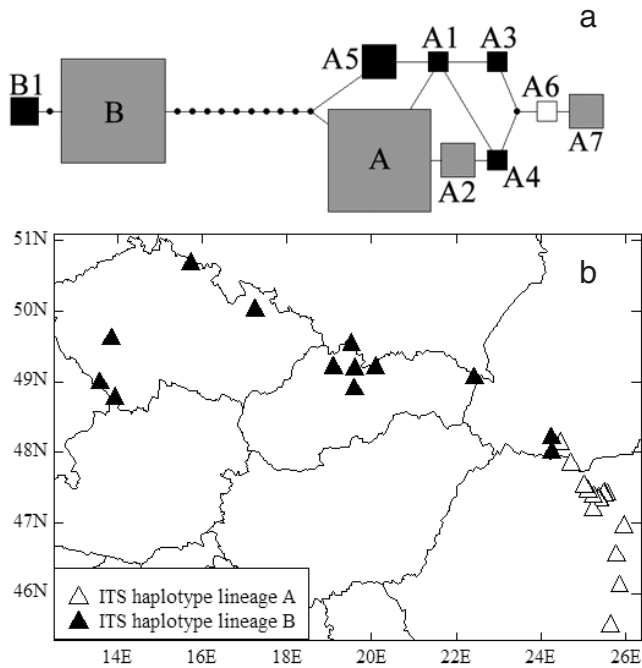 a
A5 A1 A3
B1 B A6
A A2 A4 A7
51N b
50N
49N
48N
47N
46N
ITS haplotype lineage A
ITS haplotype lineage B
14E 16E 18E 20E 22E 24E 26E